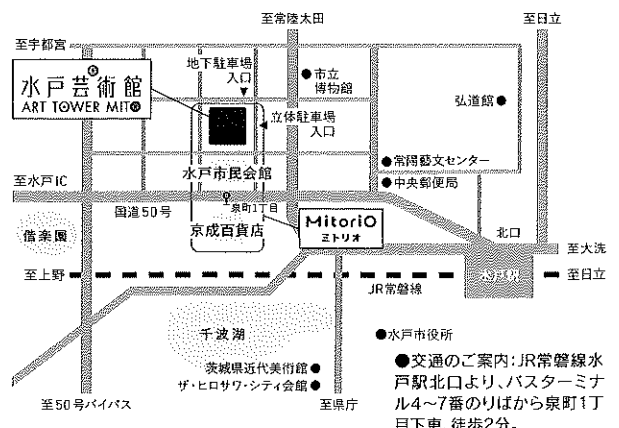 至常陸太田
至日立
至宇都宮
地下駐車場
入口
市立
博物館
水戸芸術館
ART TOWER MITO
弘道館
立体駐車場
入口
常陽藝文センター
水戸市民会館
中央郵便局
至水戸IC
泉町1丁目
国道50号
MitoriO
ミトリオ
北口
偕楽園
京成百貨店
至大洗
至上野
水戸駅
至日立
JR常磐線
千波湖
●水戸市役所
茨城県近代美術館●
ザ・ヒロサワ・シティ会館●
至50号バイパス
至県庁
●交通のご案内：JR常磐線水
戸駅北口より、バスターミナ
ル4～7番のりばから泉町1丁
目下車、徒歩2分。